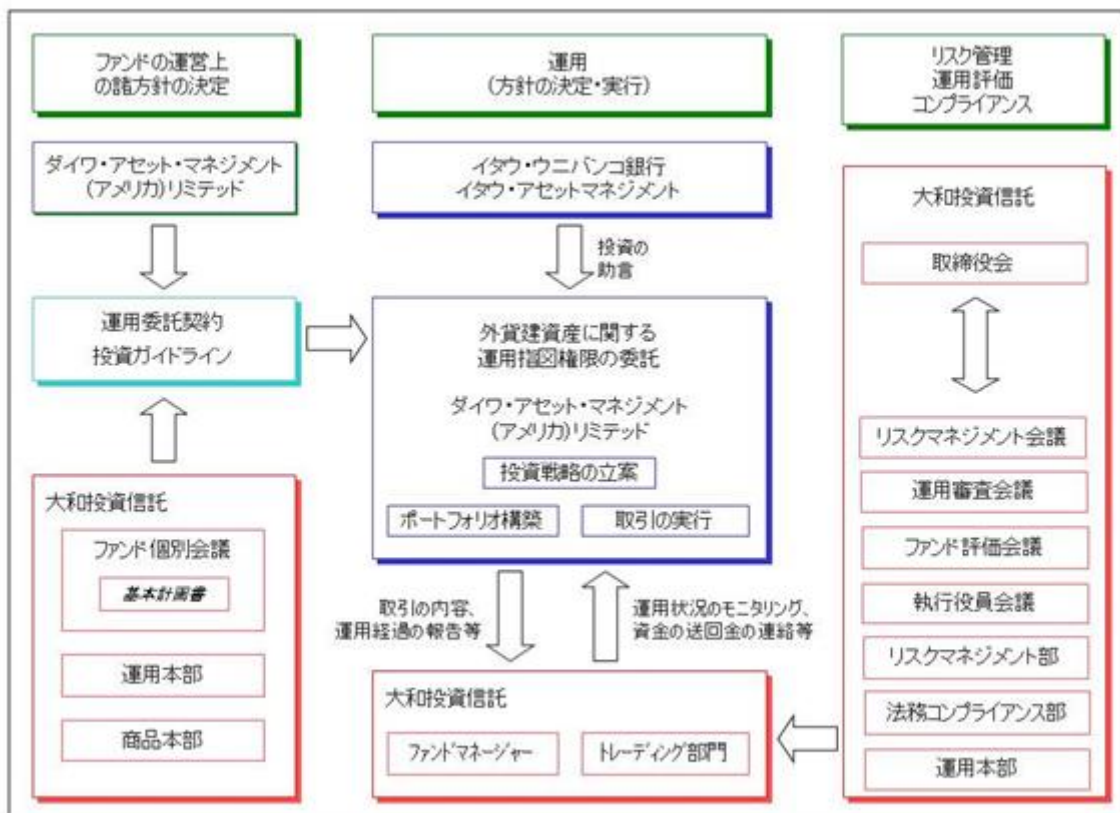 ファンドの運営上
の諸方針の決定
運用
(方針の決定・実行)
リスク管理
運用評価
コンプライアンス
ダイワ・アセット・マネジメント
(アメリカ)リミテッド
イタウ・ウニバンコ銀行
イタウ・アセットマネジメント
大和投資信託
取締役会
投資の
助言
運用委託契約
投資ガイドライン
外貨建資産に関する
運用指図権限の委託
ダイワ・アセット・マネジメント
(アメリカ)リミテッド
投資戦略の立案
ポートフォリオ構築
取引の実行
リスクマネジメント会議
運用審査会議
ファンド評価会議
執行役員会議
リスクマネジメント部
法務コンプライアンス部
運用本部
大和投資信託
ファンド個別会議
基本計画書
運用本部
商品本部
取引の内容、
運用経過の報告等
運用状況のモニタリング、
資金の送回金の連絡等
大和投資信託
ファンドマネージャー
トレーディング部門